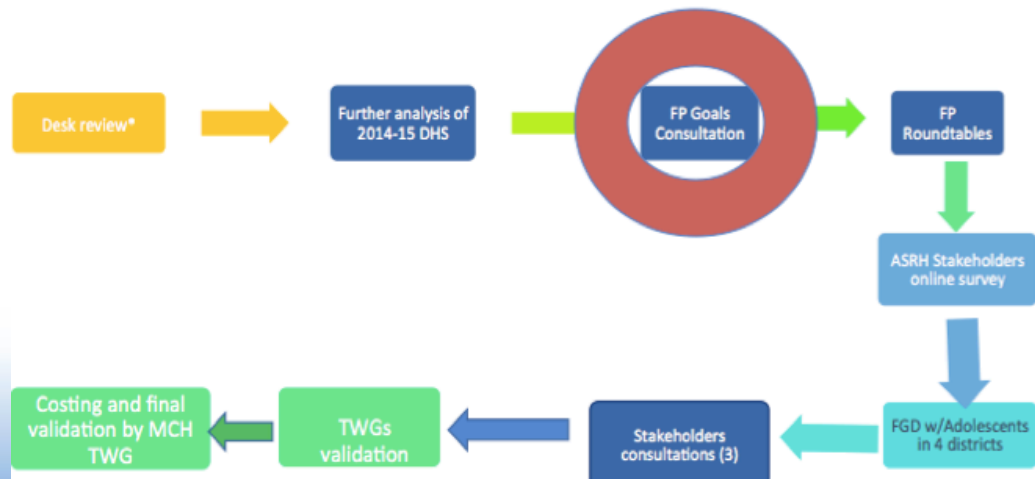 Desk review*
Further analysis of
2014-15 DHS
FP Goals
Consultation
FP
Roundtables
ASRH Stakeholders
online survey
FGD w/Adolescents
in 4 districts
Stakeholders
consultations (3)
TWGs
validation
Costing and final
validation by MCH
TWG